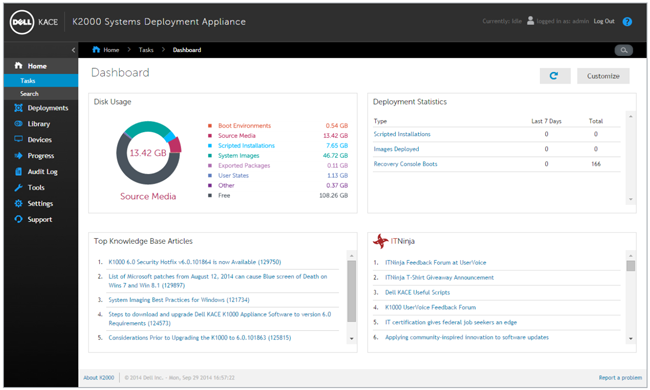 DELL KACE K2000 Systems Deployment Appliance
Currently: Idle logged in as: admin Log Out ?
Home Tasks Dashboard
Home
Tasks
Search
Deployments
Library
Devices
Progress
Audit Log
Tools
Settings
Support
Dashboard
Customize
Disk Usage
13.42 GB
Source Media
Boot Environments 0.54 GB
Source Media 13.42 GB
Scripted Installations 7.65 GB
System Images 46.72 GB
Exported Packages 0.11 GB
User States 1.13 GB
Other 0.37 GB
Free 108.26 GB
Deployment Statistics
Type Last 7 Days Total
Scripted Installations 0 0
Images Deployed 0 0
Recovery Console Boots 0 166
Top Knowledge Base Articles
1. K1000 6.0 Security Hotfix v6.0.101864 is now Available (129750)
2. List of Microsoft patches from August 12, 2014 can cause Blue screen of Death on
Wins 7 and Win 8.1 (129897)
3. System Imaging Best Practices for Windows (121734)
4. Steps to download and upgrade Dell KACE K1000 Appliance Software to version 6.0
Requirements (124573)
5. Considerations Prior to Upgrading the K1000 to 6.0.101863 (125815)
ITNinja
1. ITNinja Feedback Forum at UserVoice
2. ITNinja T-Shirt Giveaway Announcement
3. Dell KACE Useful Scripts
4. K1000 UserVoice Feedback Forum
5. IT certification gives federal job seekers an edge
6. Applying community-inspired innovation to software updates
About K2000 © 2014 Dell Inc. - Mon, Sep 29 2014 16:57:22
Report a problem